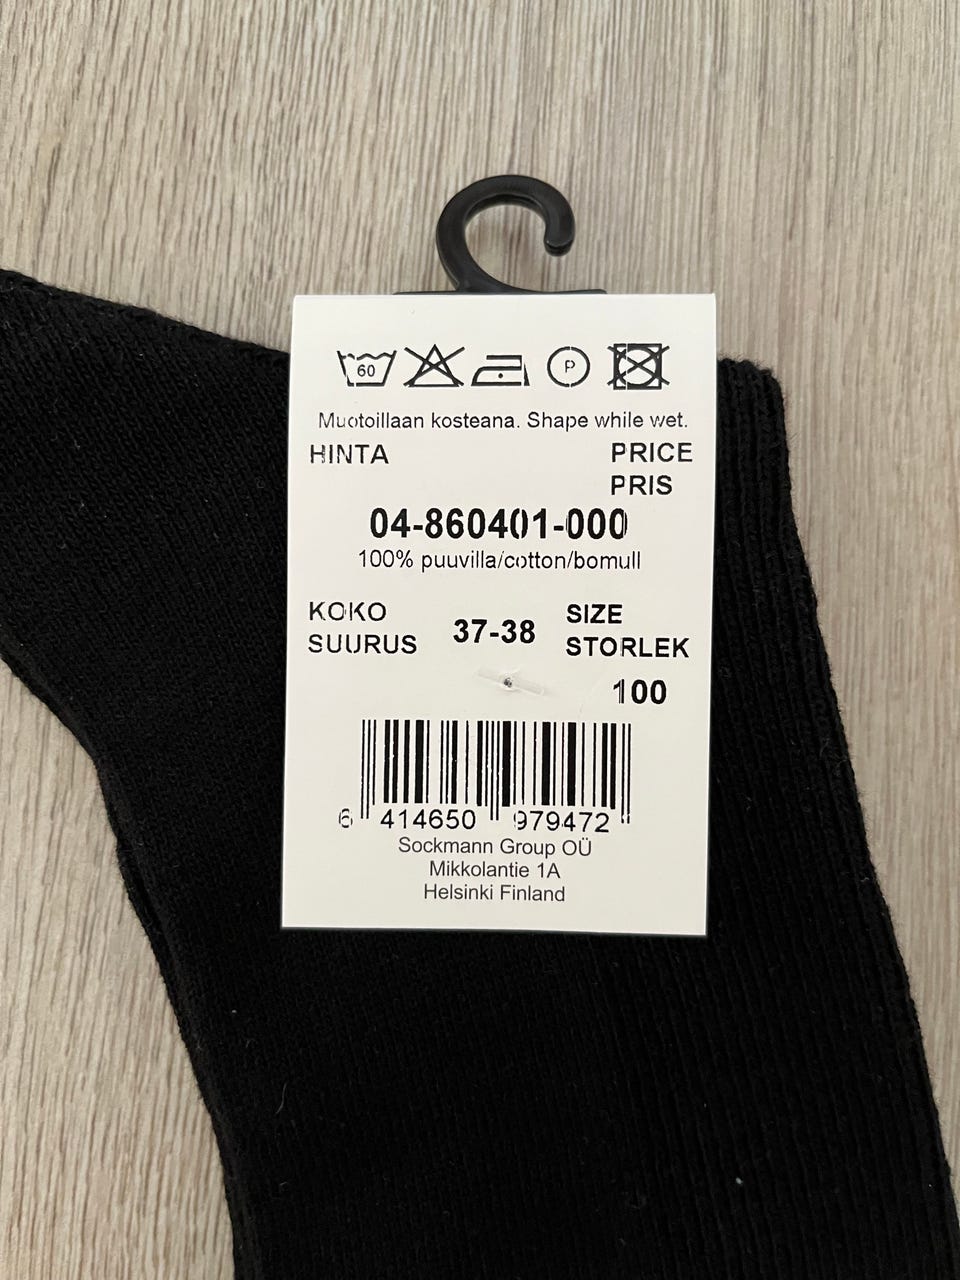 60
P
Muotoillaan kosteana. Shape while wet.
HINTA PRICE
PRIS
04-860401-000
100% puuvilla/cotton/bomull
KOKO SIZE
SUURUS 37-38 STORLEK
100
6 414650 979472
Sockmann Group OÜ
Mikkolantie 1A
Helsinki Finland